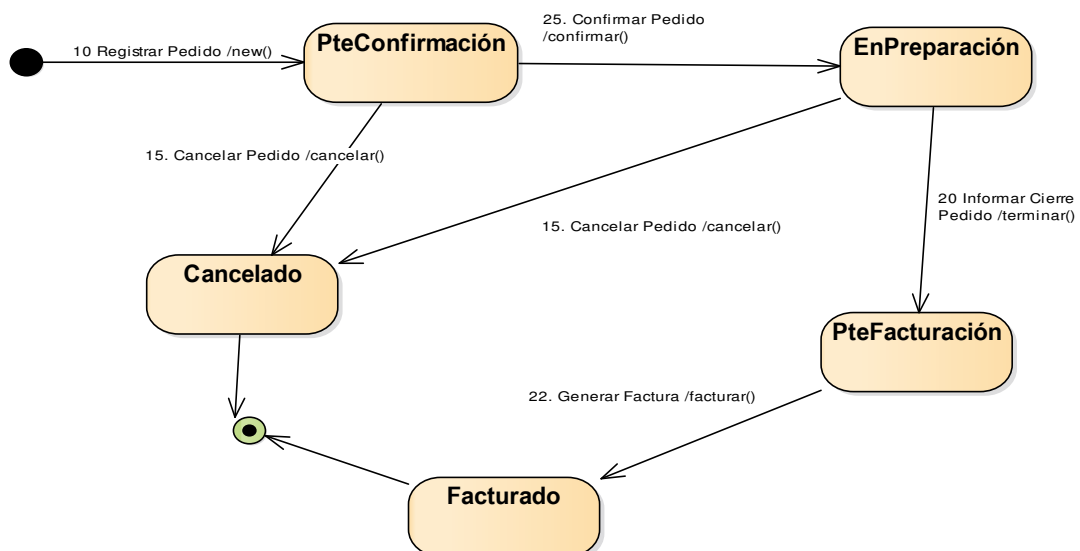 25. Confirmar Pedido
/confirmar()
10 Registrar Pedido /new()
PteConfirmación
EnPreparación
15. Cancelar Pedido /cancelar()
20 Informar Cierre
Pedido /terminar()
15. Cancelar Pedido /cancelar()
Cancelado
PteFacturación
22. Generar Factura /facturar()
Facturado